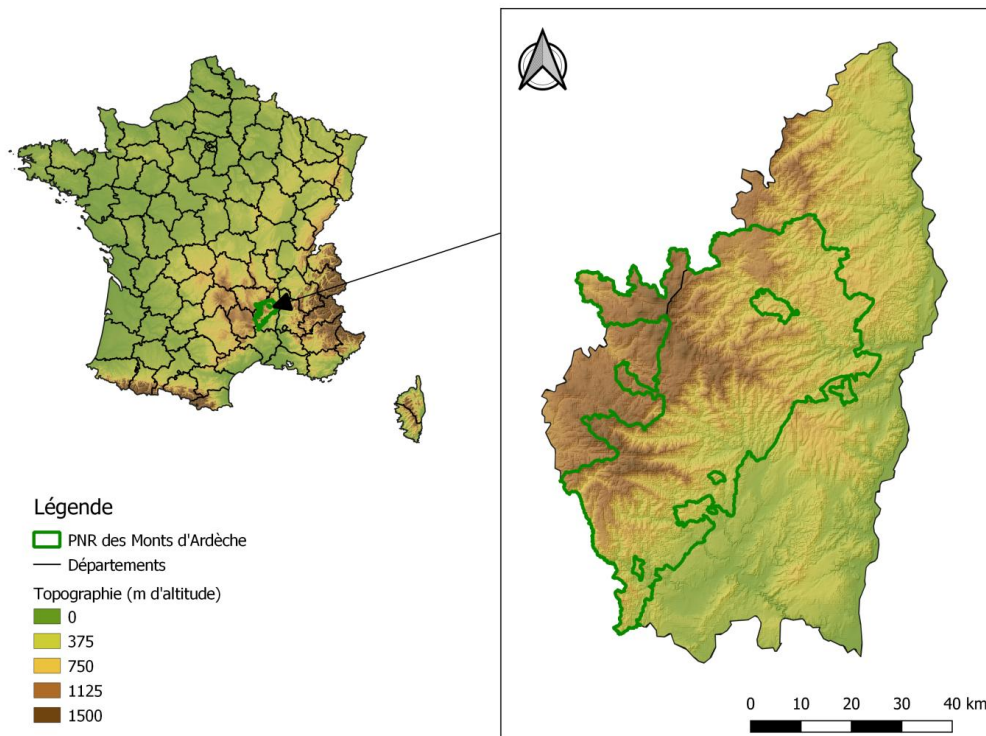 Légende
PNR des Monts d'Ardèche
Départements
Topographie (m d'altitude)
0
375
750
1125
1500
0 10 20 30 40 km